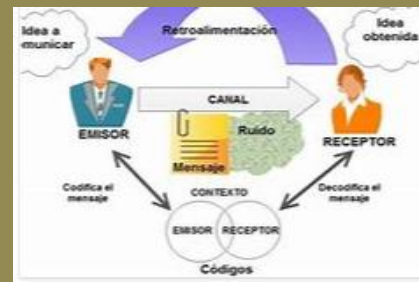 Idea a
omunicar
Retroalimentación
Idea
obtenida
CANAL
EMISOR
Ruido
RECEPTOR
Mensaje
Codifica el
mensaje
CONTEXTO
Decodifica el
mensaje
EMISOR
RECEPTOR
Códigos